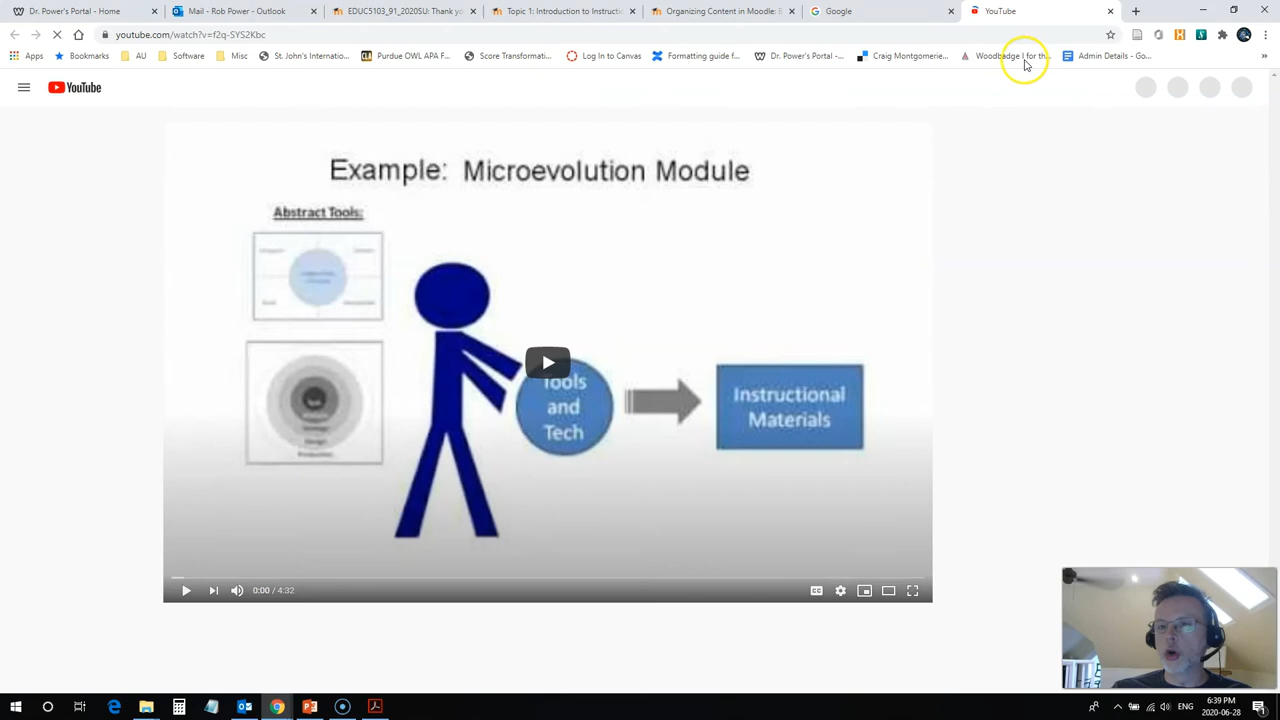 Dr. Power's Portal - Home
Mail - Rob Power - Outlook
EDUC5103_91_2020SU: Thank yo
Topic 1: Introduction to Instructi
Organizing Content in Moodle: B
Google
YouTube
youtube.com/watch?v=f2q-SYS2Kbc
Apps
Bookmarks
AU
Software
St. John's Internatio...
Purdue OWL APA F...
Score Transformatio...
Log In to Canvas
Formatting guide f...
Dr. Power's Portal -...
Craig Montgomerie...
Woodbadge I for th...
Admin Details - Go...
Misc
YouTube
Example: Microevolution Module
Abstract Tools:
Tools
and
Tech
Instructional
Materials
0:00 / 4:32
ENG
6:39 PM
2020-06-28